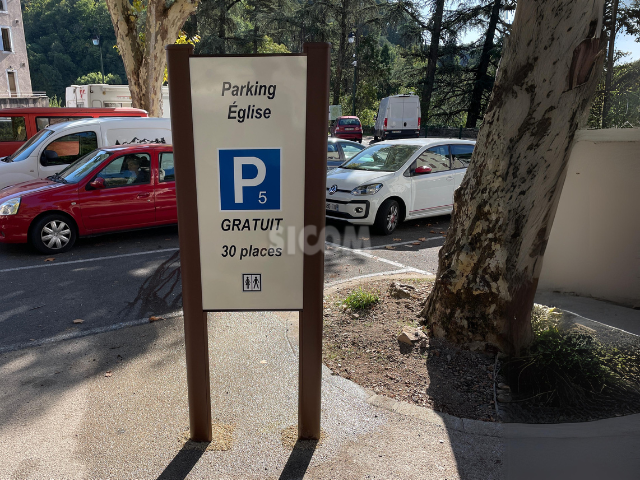 Parking
Église
P
5
GRATUIT
30 places
SICOM